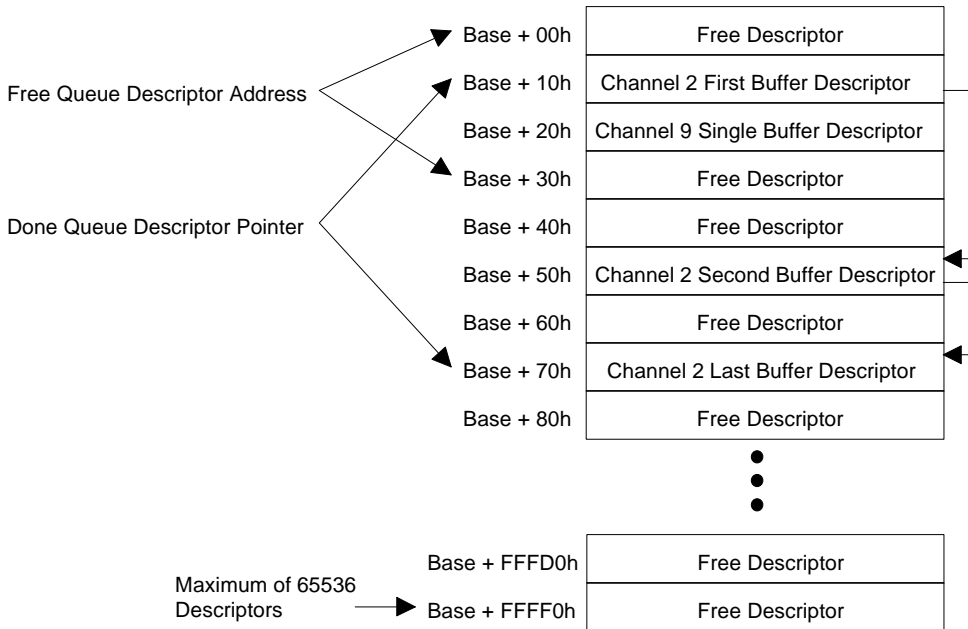 Base + 00h Free Descriptor
Free Queue Descriptor Address
Base + 10h Channel 2 First Buffer Descriptor
Base + 20h Channel 9 Single Buffer Descriptor
Base + 30h Free Descriptor
Done Queue Descriptor Pointer
Base + 40h Free Descriptor
Base + 50h Channel 2 Second Buffer Descriptor
Base + 60h Free Descriptor
Base + 70h Channel 2 Last Buffer Descriptor
Base + 80h Free Descriptor
Base + FFFD0h Free Descriptor
Maximum of 65536
Descriptors
Base + FFFF0h Free Descriptor